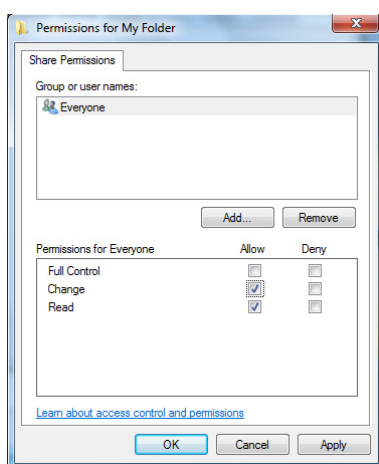 Permissions for My Folder
Share Permissions
Group or user names:
Everyone
Add... Remove
Permissions for Everyone Allow Deny
Full Control
Change
Read
Learn about access control and permissions
OK Cancel Apply